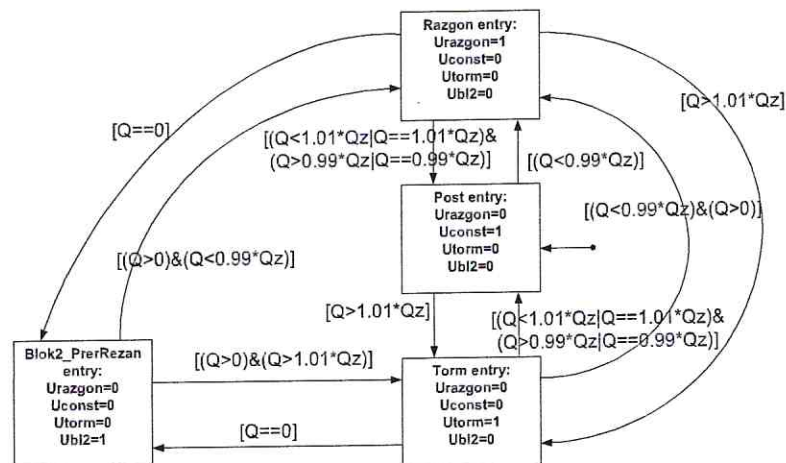 Razgon entry:
Urazgon=1
Uconst=0
Utorm=0
Ubl2=0
[Q>1.01*Qz]
[Q==0]
[(Q<1.01*Qz|Q==1.01*Qz)&
(Q>0.99*Qz|Q==0.99*Qz)]
[(Q<0.99*Qz)]
Post entry:
Urazgon=0
Uconst=1
Utorm=0
Ubl2=0
[(Q<0.99*Qz)&(Q>0)]
[(Q>0)&(Q<0.99*Qz)]
[Q>1.01*Qz]
[(Q<1.01*Qz|Q==1.01*Qz)&
(Q>0.99*Qz|Q==0.99*Qz)]
Blok2_PrerRezan
entry:
Urazgon=0
Uconst=0
Utorm=0
Ubl2=1
[(Q>0)&(Q>1.01*Qz)]
Torm entry:
Urazgon=0
Uconst=0
Utorm=1
Ubl2=0
[Q==0]